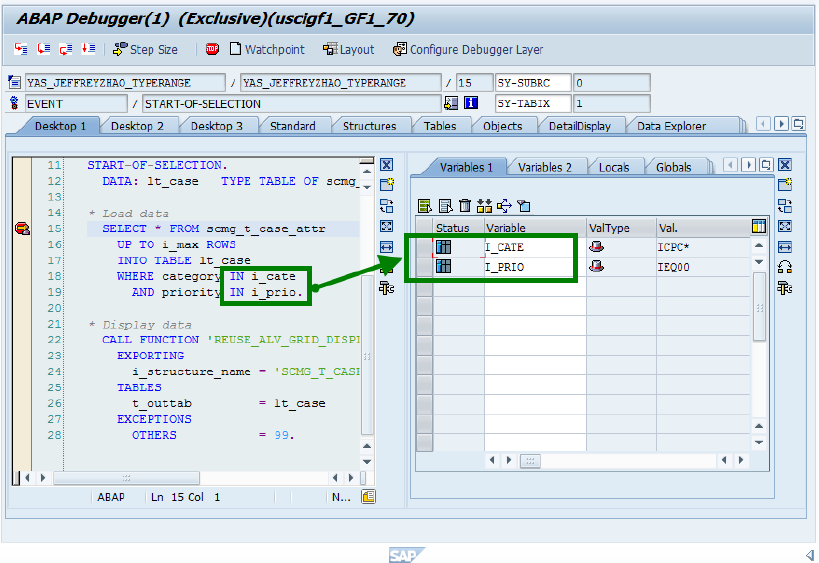 ABAP Debugger(1) (Exclusive)(uscigf1_GF1_70)
Step Size STOP Watchpoint Layout Configure Debugger Layer
YAS_JEFFREYZHAO_TYPERANGE / YAS_JEFFREYZHAO_TYPERANGE / 15 SY-SUBRC 0
EVENT / START-OF-SELECTION SY-TABIX 1
Desktop 1 Desktop 2 Desktop 3 Standard Structures Tables Objects DetailDisplay Data Explorer
11 START-OF-SELECTION.
12 DATA: lt_case TYPE TABLE OF scmg_
13
14 * Load data
15 SELECT * FROM scmg_t_case_attr
16 UP TO i_max ROWS
17 INTO TABLE lt_case
18 WHERE category IN i_cate
19 AND priority IN i_prio.
20
21 * Display data
22 CALL FUNCTION 'REUSE_ALV_GRID_DISPL
23 EXPORTING
24 i_structure_name = 'SCMG_T_CASE
25 TABLES
26 t_outtab = lt_case
27 EXCEPTIONS
28 OTHERS = 99.
ABAP Ln 15 Col 1 N...
Variables 1 Variables 2 Locals Globals
Status Variable ValType Val.
I_CATE ICPC*
I_PRIO IEQ00
SAP